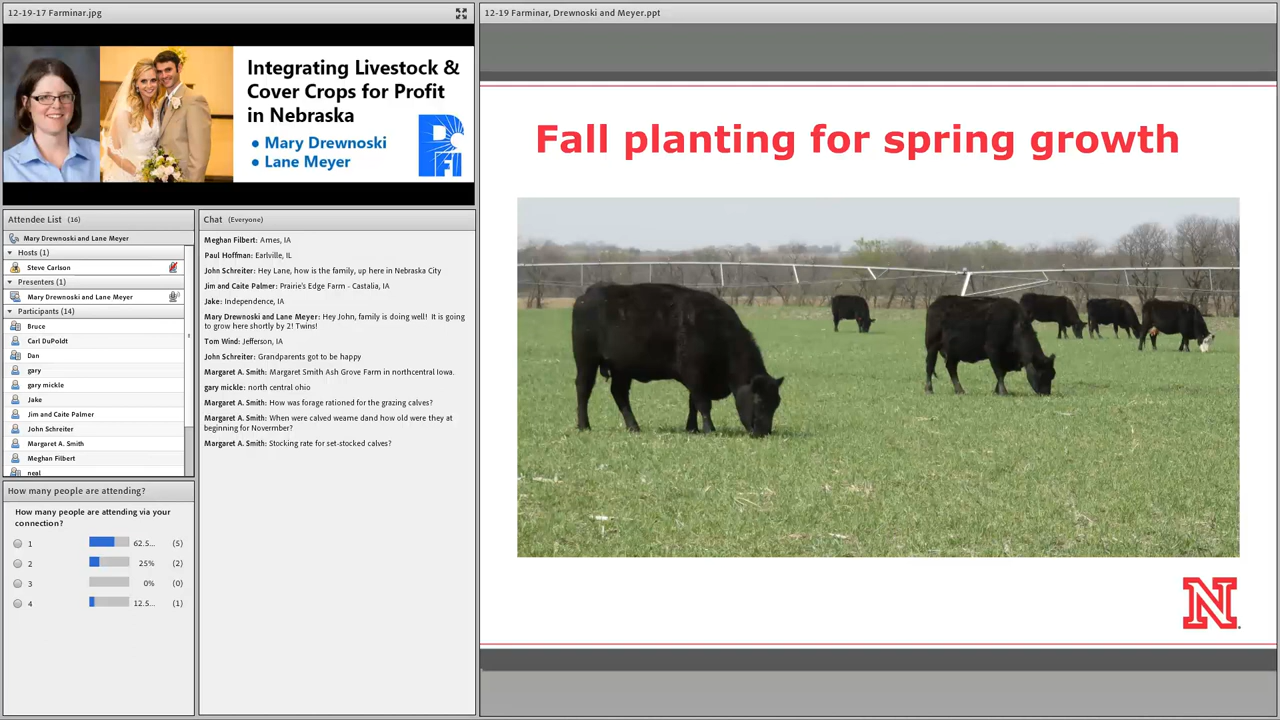 12-19-17 Farminar.jpg
Integrating Livestock &
Cover Crops for Profit
in Nebraska
• Mary Drewnoski
• Lane Meyer
PFI
Attendee List (16)
Mary Drewnoski and Lane Meyer
Hosts (1)
Steve Carlson
Presenters (1)
Mary Drewnoski and Lane Meyer
Participants (14)
Bruce
Carl DuPoldt
Dan
gary
gary mickle
Jake
Jim and Caite Palmer
John Schreiter
Margaret A. Smith
Meghan Filbert
neal
How many people are attending?
How many people are attending via your
connection?
1 62.5... (5)
2 25% (2)
3 0% (0)
4 12.5... (1)
Chat (Everyone)
Meghan Filbert: Ames, IA
Paul Hoffman: Earlville, IL
John Schreiter: Hey Lane, how is the family, up here in Nebraska City
Jim and Caite Palmer: Prairie's Edge Farm - Castalia, IA
Jake: Independence, IA
Mary Drewnoski and Lane Meyer: Hey John, family is doing well! It is going
to grow here shortly by 2! Twins!
Tom Wind: Jefferson, IA
John Schreiter: Grandparents got to be happy
Margaret A. Smith: Margaret Smith Ash Grove Farm in northcentral Iowa.
gary mickle: north central ohio
Margaret A. Smith: How was forage rationed for the grazing calves?
Margaret A. Smith: When were calved weame dand how old were they at
beginning for Novermber?
Margaret A. Smith: Stocking rate for set-stocked calves?
12-19 Farminar, Drewnoski and Meyer.ppt
Fall planting for spring growth
N